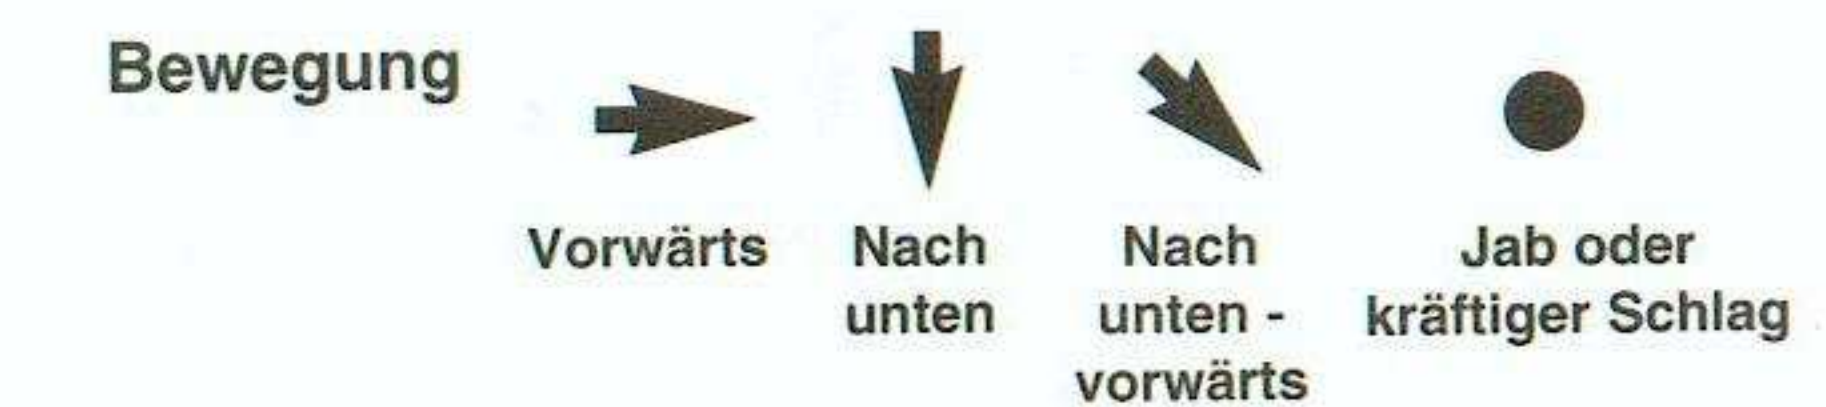 Bewegung
Vorwärts
Nach
unten
Nach
unten -
vorwärts
Jab oder
kräftiger Schlag